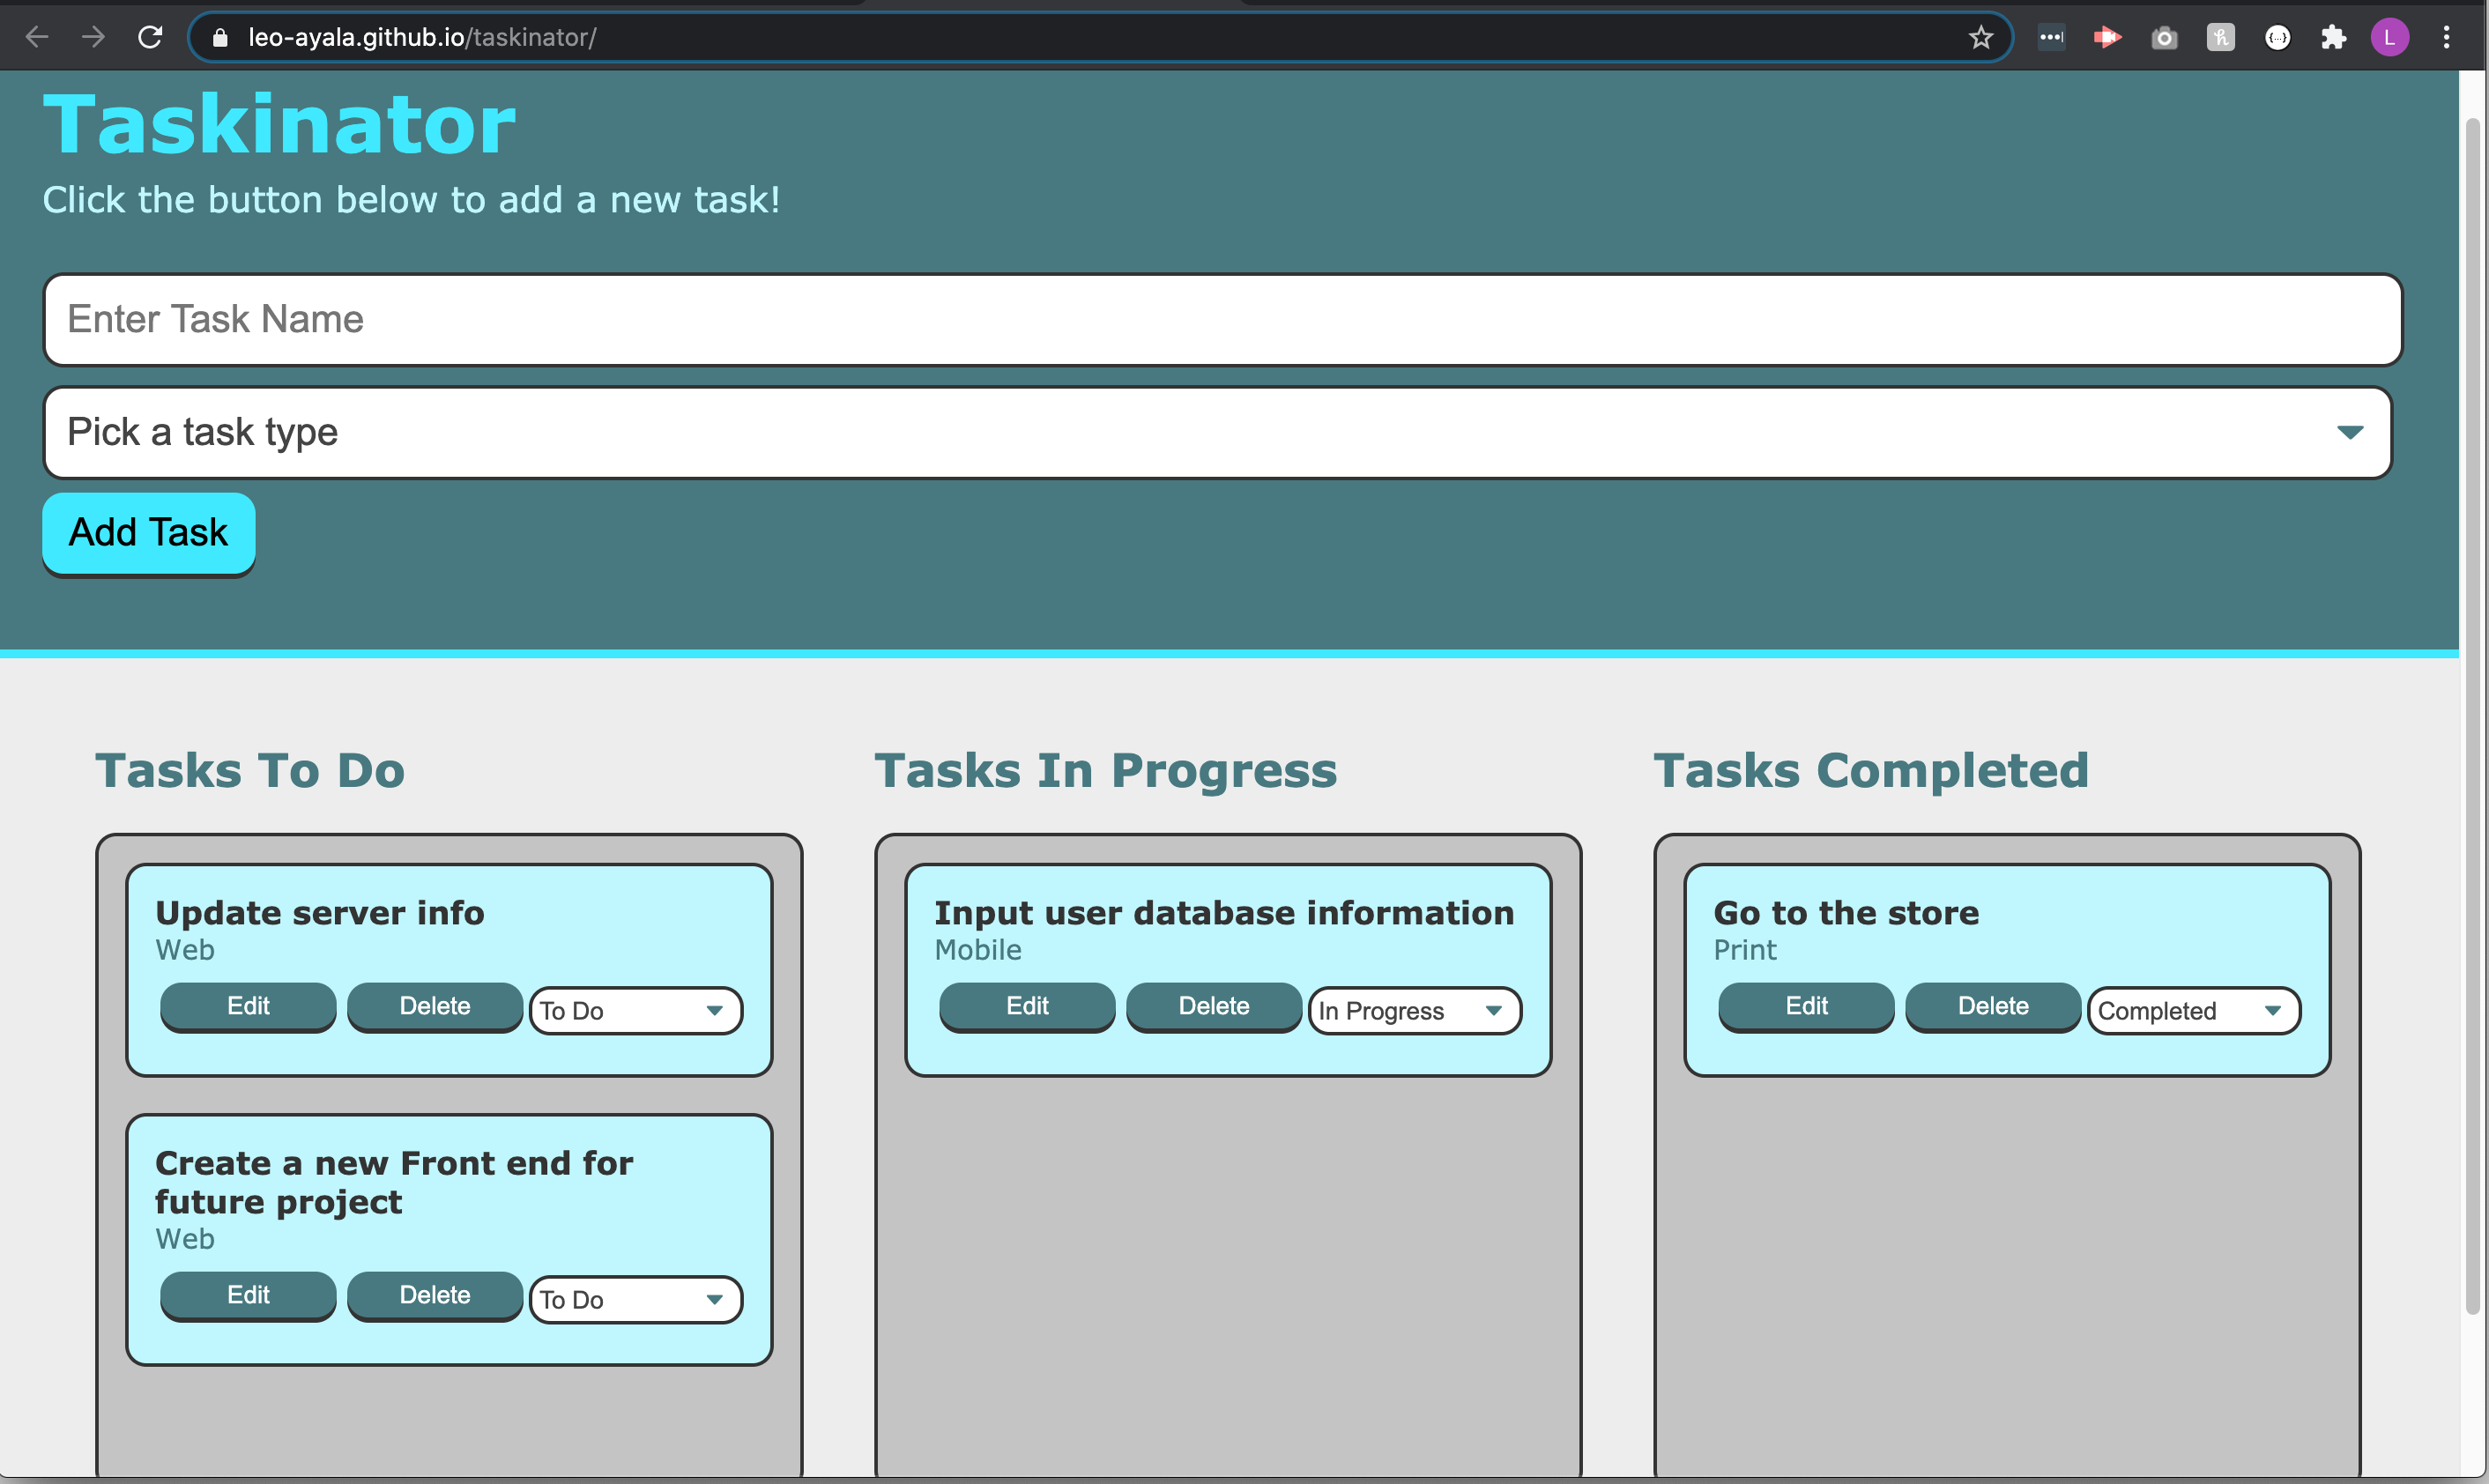 leo-ayala.github.io/taskinator/
L
Taskinator
Click the button below to add a new task!
Enter Task Name
Pick a task type
Add Task
Tasks To Do
Update server info
Web
Edit
Delete
To Do
Create a new Front end for
future project
Web
Edit
Delete
To Do
Tasks In Progress
Input user database information
Mobile
Edit
Delete
In Progress
Tasks Completed
Go to the store
Print
Edit
Delete
Completed